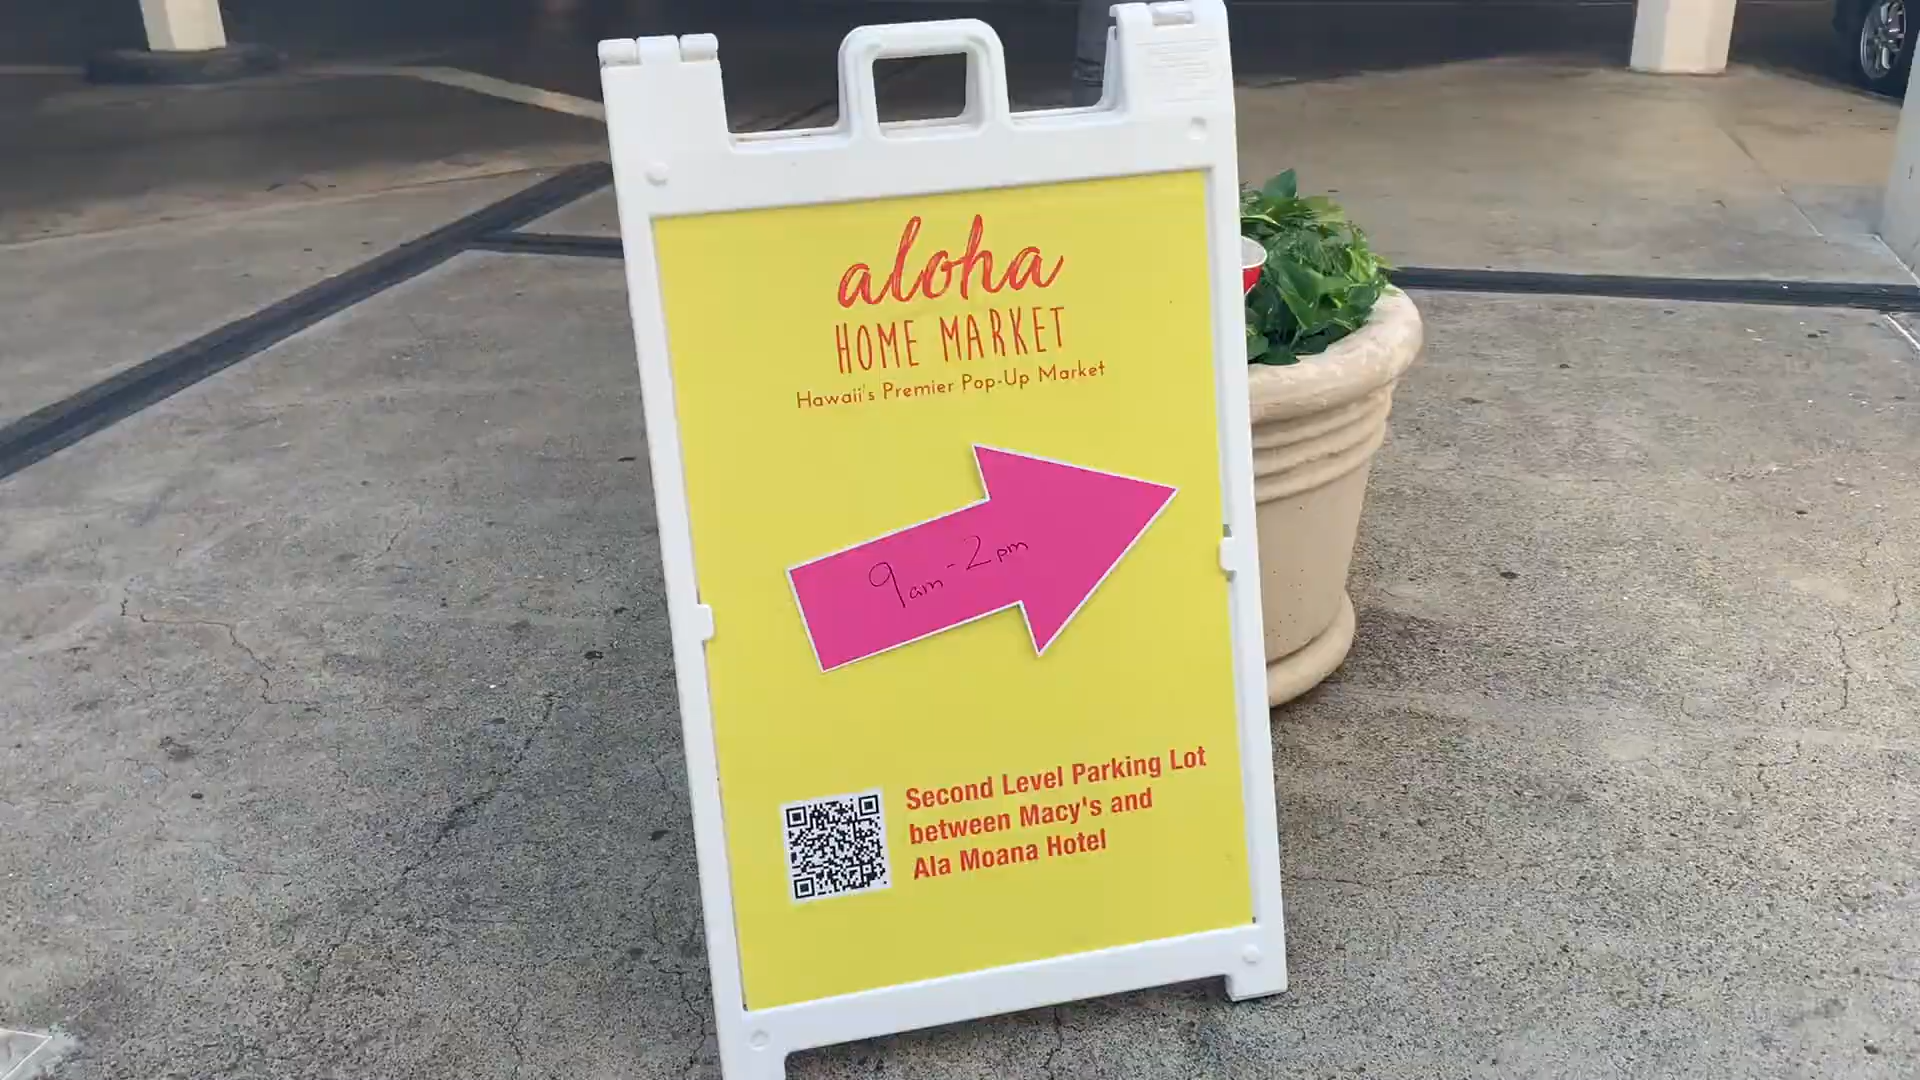 aloha
HOME MARKET
Hawaii's Premier Pop-Up Market
9am-2pm
Second Level Parking Lot
between Macy's and
Ala Moana Hotel